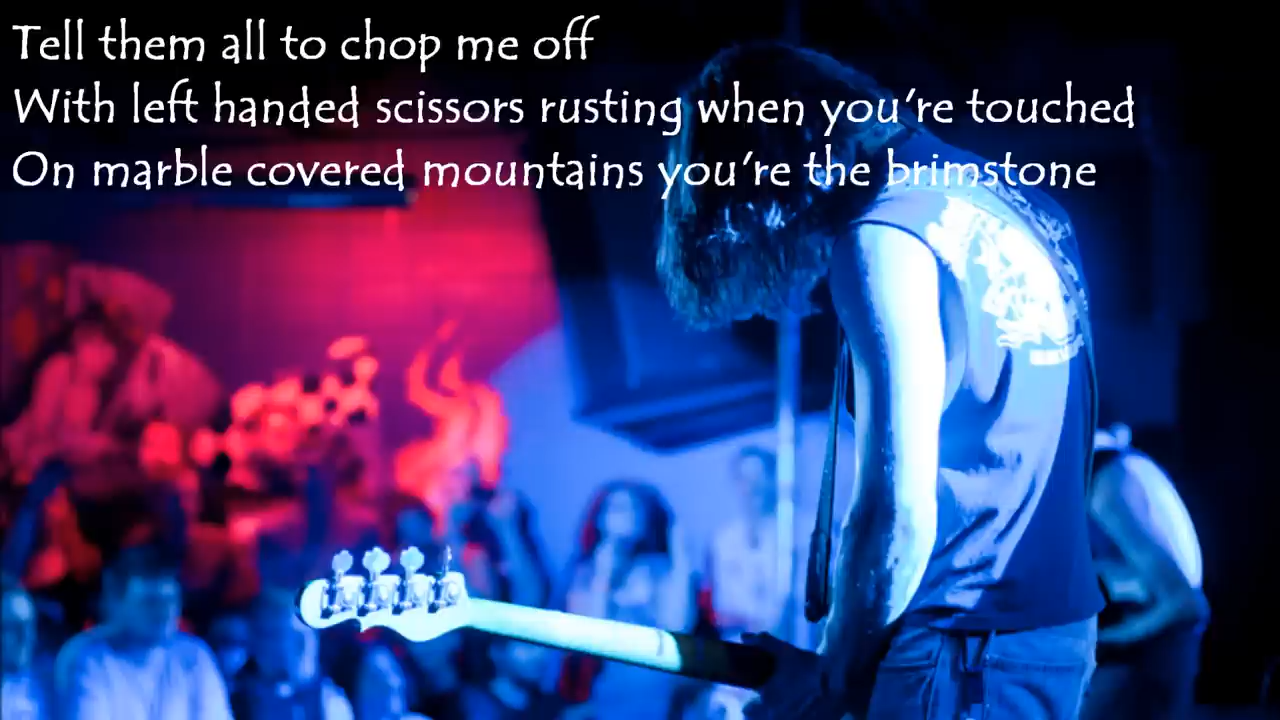 Tell them all to chop me off
With left handed scissors rusting when you're touched
On marble covered mountains you're the brimstone